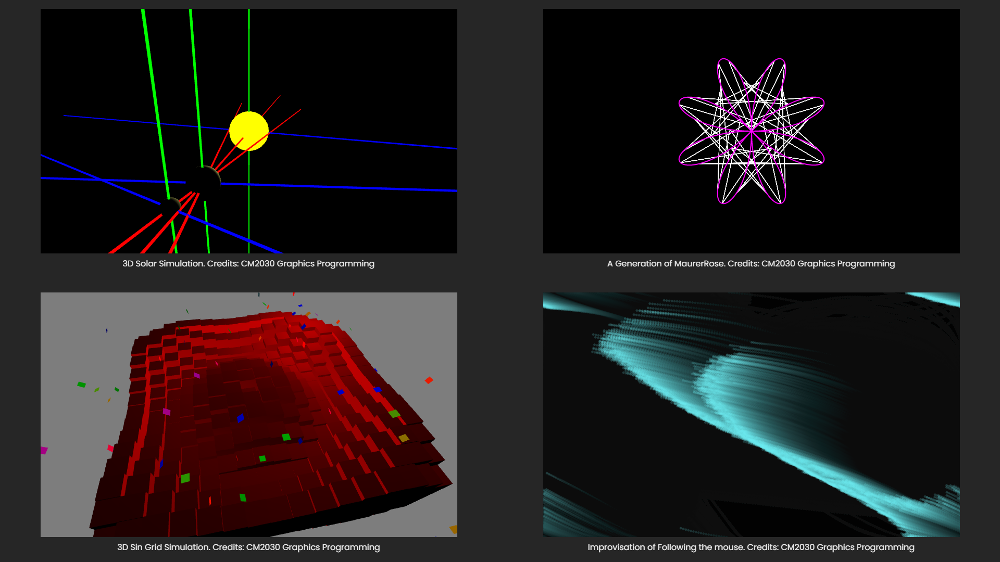 3D Solar Simulation. Credits: CM2030 Graphics Programming
A Generation of MaurerRose. Credits: CM2030 Graphics Programming
3D Sin Grid Simulation. Credits: CM2030 Graphics Programming
Improvisation of Following the mouse. Credits: CM2030 Graphics Programming